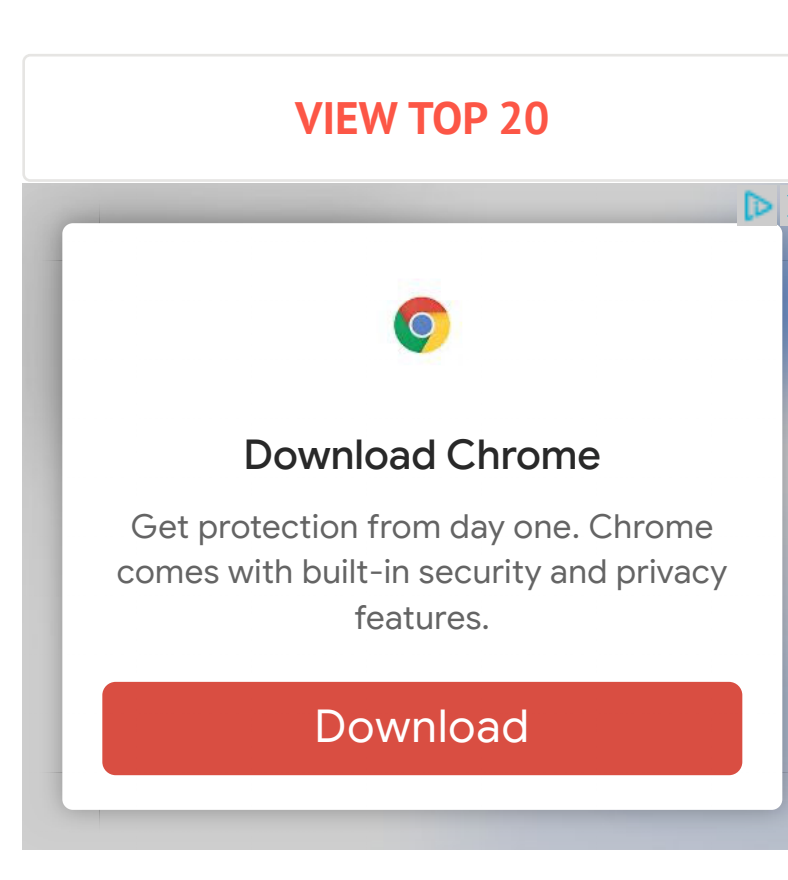 VIEW TOP 20
Download Chrome
Get protection from day one. Chrome
comes with built-in security and privacy
features.
Download